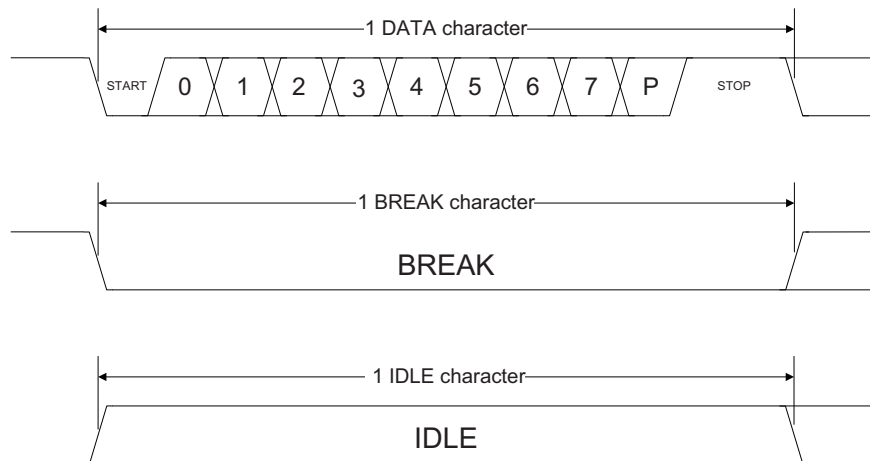 1 DATA character
START 0 1 2 3 4 5 6 7 P STOP
1 BREAK character
BREAK
1 IDLE character
IDLE